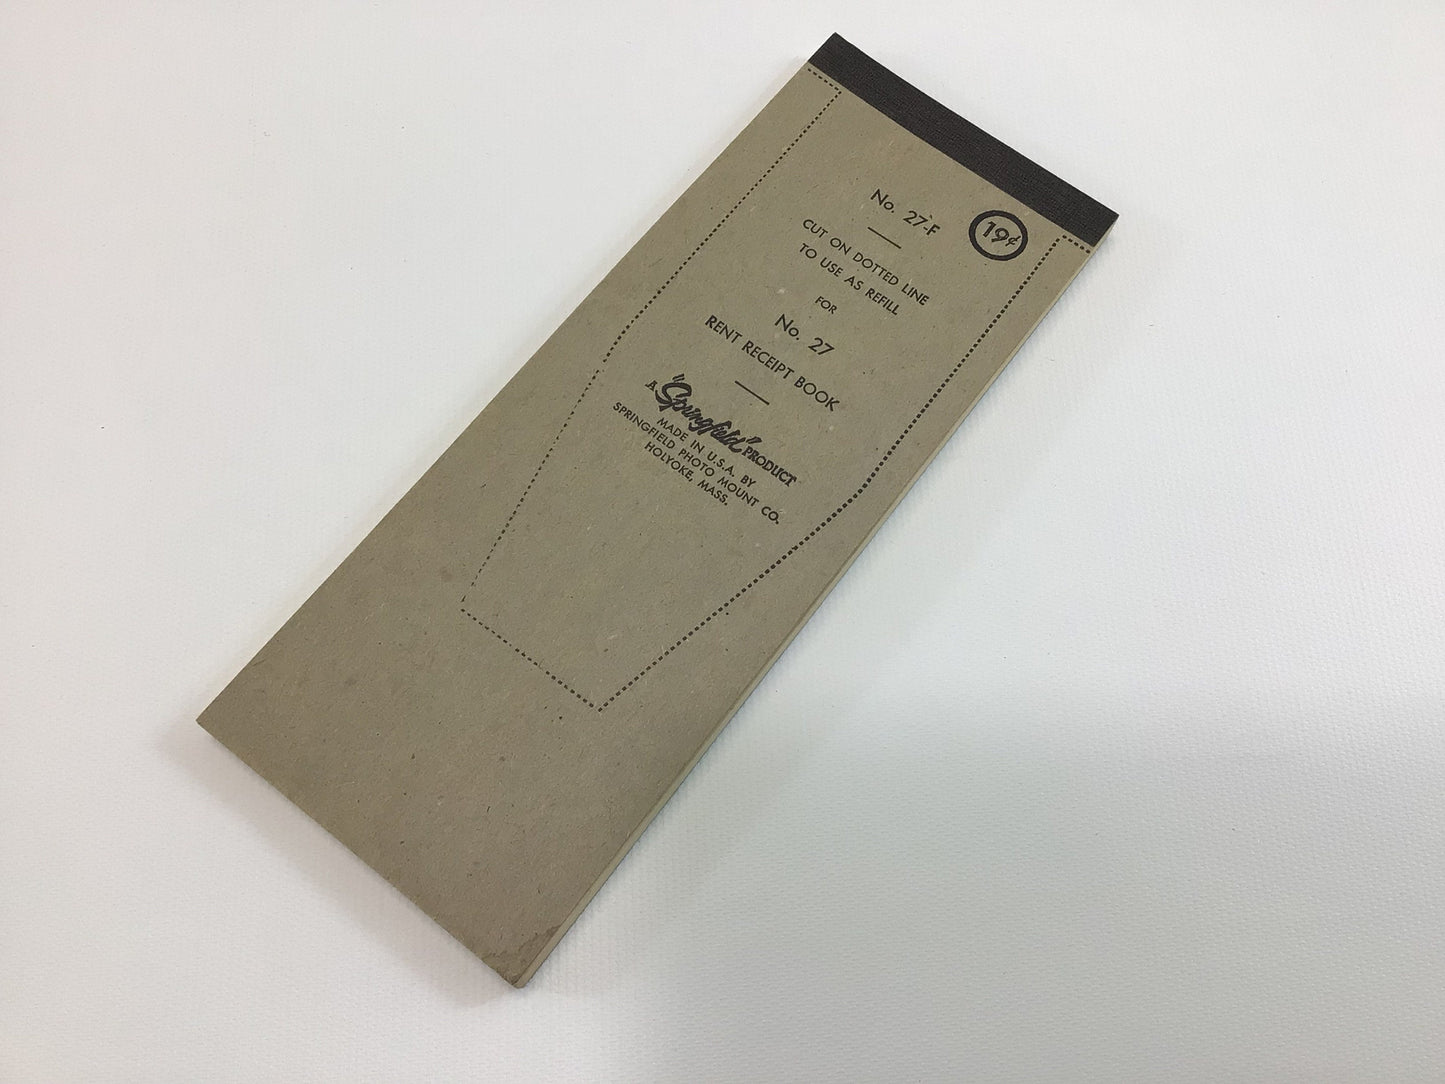 No. 27-F
19¢
CUT ON DOTTED LINE
TO USE AS REFILL
FOR
No. 27
RENT RECEIPT BOOK
A "Springfield" PRODUCT
MADE IN U.S.A. BY
SPRINGFIELD PHOTO MOUNT CO.
HOLYOKE, MASS.